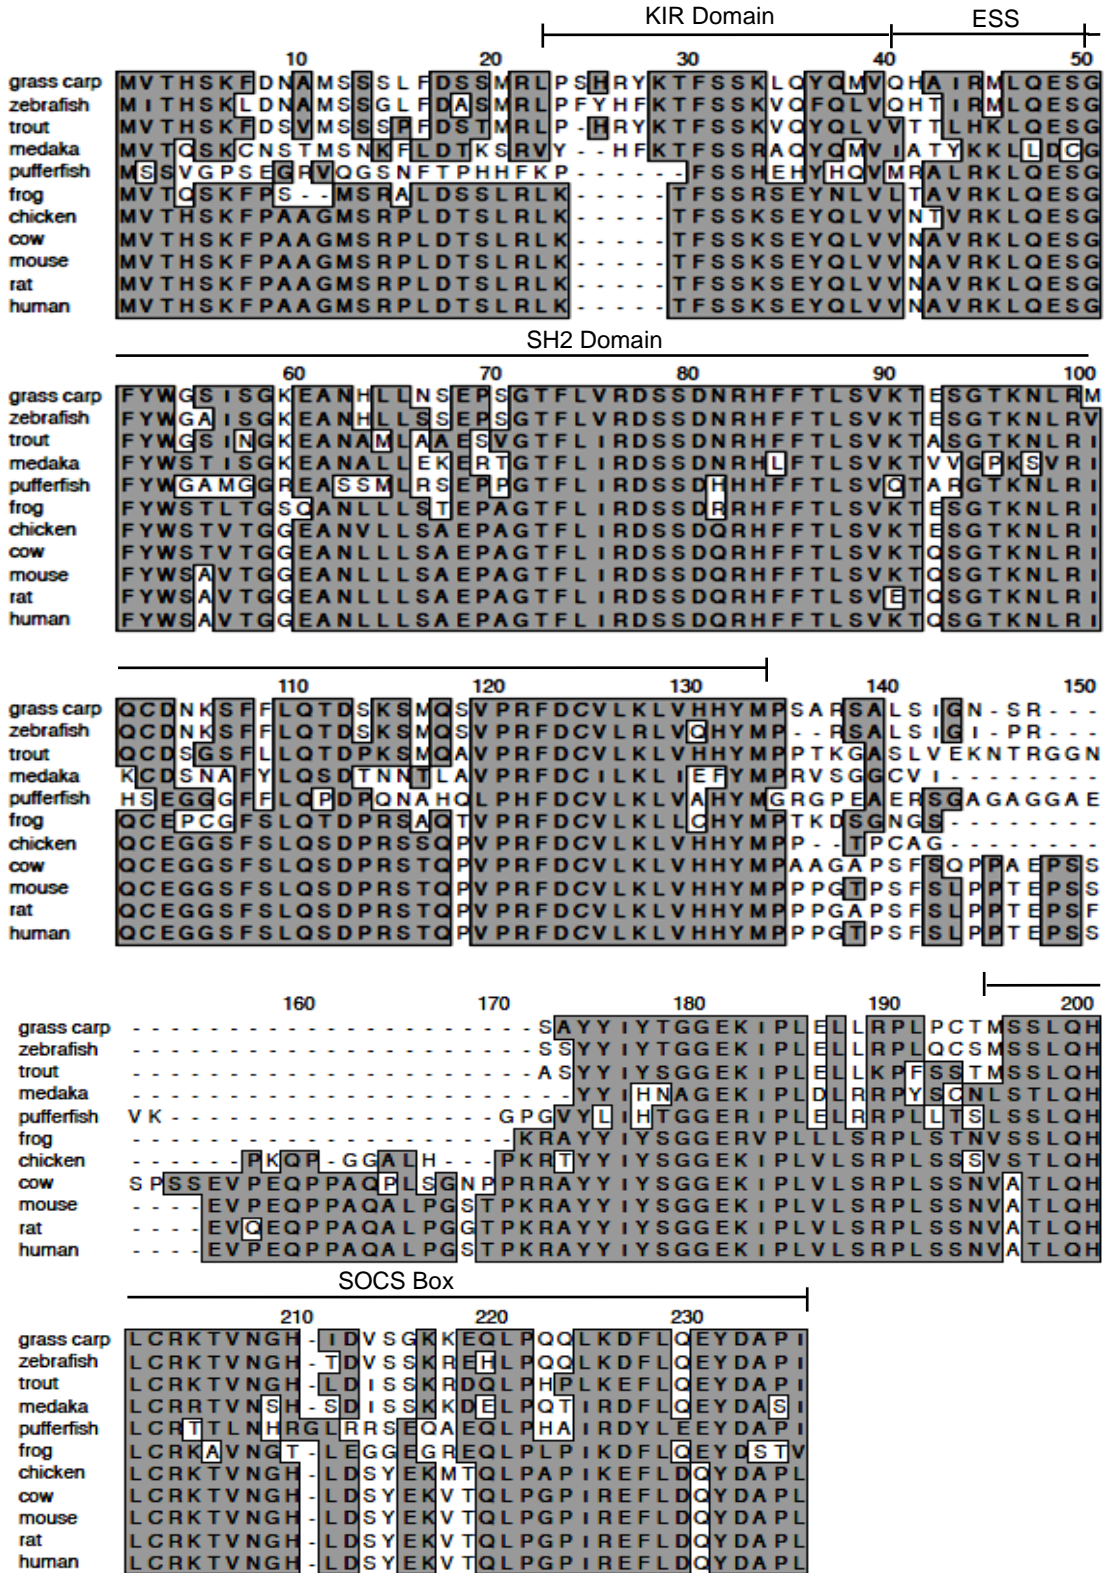 KIR Domain ESS
10 20 30 40 50
grass carp MVTHSKFDNAMSSSLFDSSMRLPSHRYKTFSSKLQYQMVQHAIRMLQESG
zebrafish MITHSKLDNAMSSGLFDASMRLPFYHFKTFSSKVQFQLVQHTIRMLQESG
trout MVTHSKFDSVMSSSPFDSTMRLP-HRYKTFSSKVQYQLVVTTLHKLQESG
medaka MVTQSKCNSTMSNKFLDTKSRVY--HFKTFSSRAQYQMVIATYKKLLDCG
pufferfish MSSVGPSEGRVQGSNFTPHHFKP------FSSHEHYHQVMRALRKLQESG
frog MVTQSKFPS--MSRALDSSLRLK-----TFSSRSEYNLVLTAVRKLQESG
chicken MVTHSKFPAAGMSRPLDTSLRLK-----TFSSKSEYQLVVNTVRKLQESG
cow MVTHSKFPAAGMSRPLDTSLRLK-----TFSSKSEYQLVVNAVRKLQESG
mouse MVTHSKFPAAGMSRPLDTSLRLK-----TFSSKSEYQLVVNAVRKLQESG
rat MVTHSKFPAAGMSRPLDTSLRLK-----TFSSKSEYQLVVNAVRKLQESG
human MVTHSKFPAAGMSRPLDTSLRLK-----TFSSKSEYQLVVNAVRKLQESG
SH2 Domain
60 70 80 90 100
grass carp FYWGSISGKEANHLLNSEPSGTFLVRDSSDNRHFFTLSVKTESGTKNLRM
zebrafish FYWGAISGKEANHLLSSEPSGTFLVRDSSDNRHFFTLSVKTESGTKNLRV
trout FYWGSINGKEANAMLAAESVGTFLIRDSSDNRHFFTLSVKTASGTKNLRI
medaka FYWSTISGKEANALLEKERTGTFLIRDSSDNRHLFTLSVKTVVGPKSVRI
pufferfish FYWGAMGGREASSMLRSEPPGTFLIRDSSDHHHFFTLSVQTARGTKNLRI
frog FYWSTLTGSQANLLLSTEPAGTFLIRDSSDRRHFFTLSVKTESGTKNLRI
chicken FYWSTVTGGEANVLLSAEPAGTFLIRDSSDQRHFFTLSVKTESGTKNLRI
cow FYWSTVTGGEANLLLSAEPAGTFLIRDSSDQRHFFTLSVKTQSGTKNLRI
mouse FYWSAVTGGEANLLLSAEPAGTFLIRDSSDQRHFFTLSVKTQSGTKNLRI
rat FYWSAVTGGEANLLLSAEPAGTFLIRDSSDQRHFFTLSVETQSGTKNLRI
human FYWSAVTGGEANLLLSAEPAGTFLIRDSSDQRHFFTLSVKTQSGTKNLRI
110 120 130 140 150
grass carp QCDNKSFFLQTDSKSMQSVPRFDCVLKLVHHYMPSARSALSIGN-SR---
zebrafish QCDNKSFFLQTDSKSMQSVPRFDCVLRLVQHYMP--RSALSIGI-PR---
trout QCDSGSFLLQTDPKSMQAVPRFDCVLKLVHHYMPPTKGASLVEKNTRGGN
medaka KCDSNAFYLQSDTNNTLAVPRFDCILKLIEFYMPRVSGGCVI--------
pufferfish HSEGGGFFLQPDPQNAHQLPHFDCVLKLVAHYMGRGPEAERSGAGAGGAE
frog QCEPCGFSLQTDPRSAQTVPRFDCVLKLLCHYMPTKDSGNGS--------
chicken QCEGGSFSLQSDPRSSQPVPRFDCVLKLVHHYMPP--TPCAG--------
cow QCEGGSFSLQSDPRSTQPVPRFDCVLKLVHHYMPAAGAPSFSQPPAEPSS
mouse QCEGGSFSLQSDPRSTQPVPRFDCVLKLVHHYMPPPGTPSFSLPPTEPSS
rat QCEGGSFSLQSDPRSTQPVPRFDCVLKLVHHYMPPPGAPSFSLPPTEPSF
human QCEGGSFSLQSDPRSTQPVPRFDCVLKLVHHYMPPPGTPSFSLPPTEPSS
160 170 180 190 200
grass carp ---------------------SAYYIYTGGEKIPLELLRPLPCTMSSLQH
zebrafish ---------------------SSYYIYTGGEKIPLELLRPLQCSMSSLQH
trout ---------------------ASYYIYSGGEKIPLELLKPFSSTMSSLQH
medaka -----------------------YYIHNAGEKIPLDLRRPYSCNLSTLQH
pufferfish VK-----------------GPGVYLIHTGGERIPLELRRPLLTSLSSLQH
frog --------------------KRAYYIYSGGERVPLLLSRPLSTNVSSLQH
chicken ------PKQP-GGALH---PKRTYYIYSGGEKIPLVLSRPLSSSVSTLQH
cow SPSSEVPEQPPAQPLSGNPPRRAYYIYSGGEKIPLVLSRPLSSNVATLQH
mouse ----EVPEQPPAQALPGSTPKRAYYIYSGGEKIPLVLSRPLSSNVATLQH
rat ----EVQEQPPAQALPGGTPKRAYYIYSGGEKIPLVLSRPLSSNVATLQH
human ----EVPEQPPAQALPGSTPKRAYYIYSGGEKIPLVLSRPLSSNVATLQH
SOCS Box
210 220 230
grass carp LCRKTVNGH-IDVSGKKEQLPQQLKDFLQEYDAPI
zebrafish LCRKTVNGH-TDVSSKREHLPQQLKDFLQEYDAPI
trout LCRKTVNGH-LDISSKRDQLPHPLKEFLQEYDAPI
medaka LCRRTVNSH-SDISSKKDELPQTIRDFLQEYDASI
pufferfish LCRTTLNHRGLRRSEQAEQLPHAIRDYLEEYDAPI
frog LCRKAVNGT-LEGGEGREQLPLPIKDFLQEYDSTV
chicken LCRKTVNGH-LDSYEKMTQLPAPIKEFLDQYDAPL
cow LCRKTVNGH-LDSYEKVTQLPGPIREFLDQYDAPL
mouse LCRKTVNGH-LDSYEKVTQLPGPIREFLDQYDAPL
rat LCRKTVNGH-LDSYEKVTQLPGPIREFLDQYDAPL
human LCRKTVNGH-LDSYEKVTQLPGPIREFLDQYDAPL